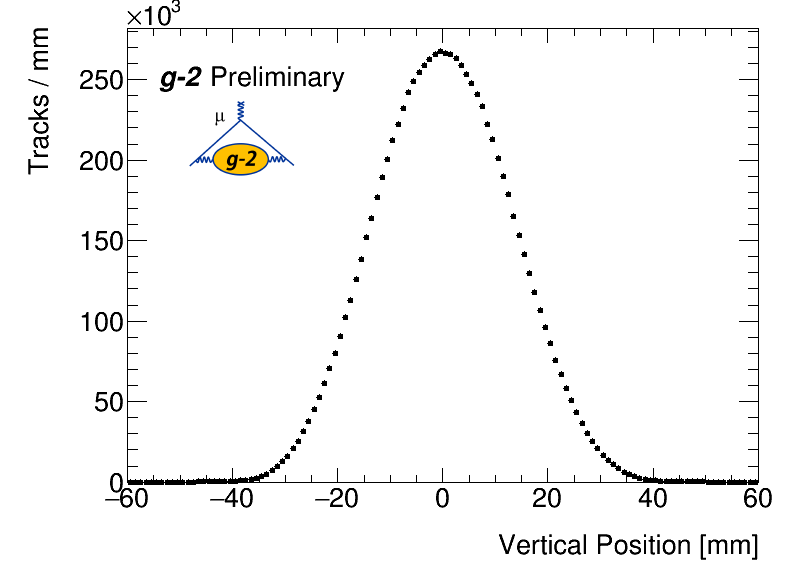 ×10³
Tracks / mm
250
200
150
100
50
0
g-2 Preliminary
μ
g-2
−60 −40 −20 0 20 40 60
Vertical Position [mm]